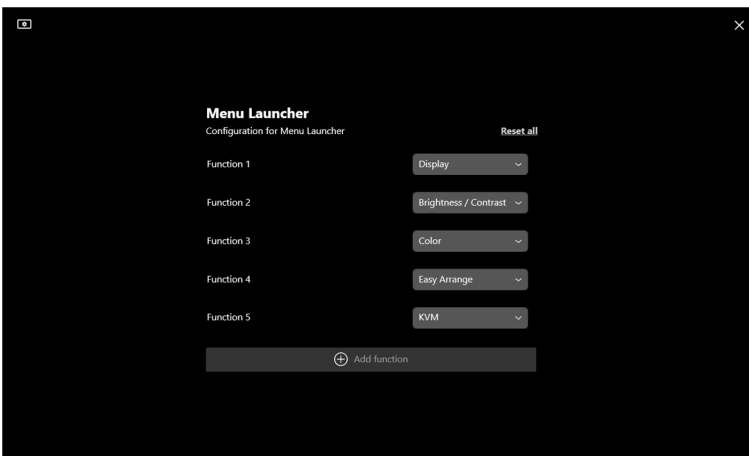 Menu Launcher
Configuration for Menu Launcher Reset all
Function 1 Display
Function 2 Brightness / Contrast
Function 3 Color
Function 4 Easy Arrange
Function 5 KVM
Add function